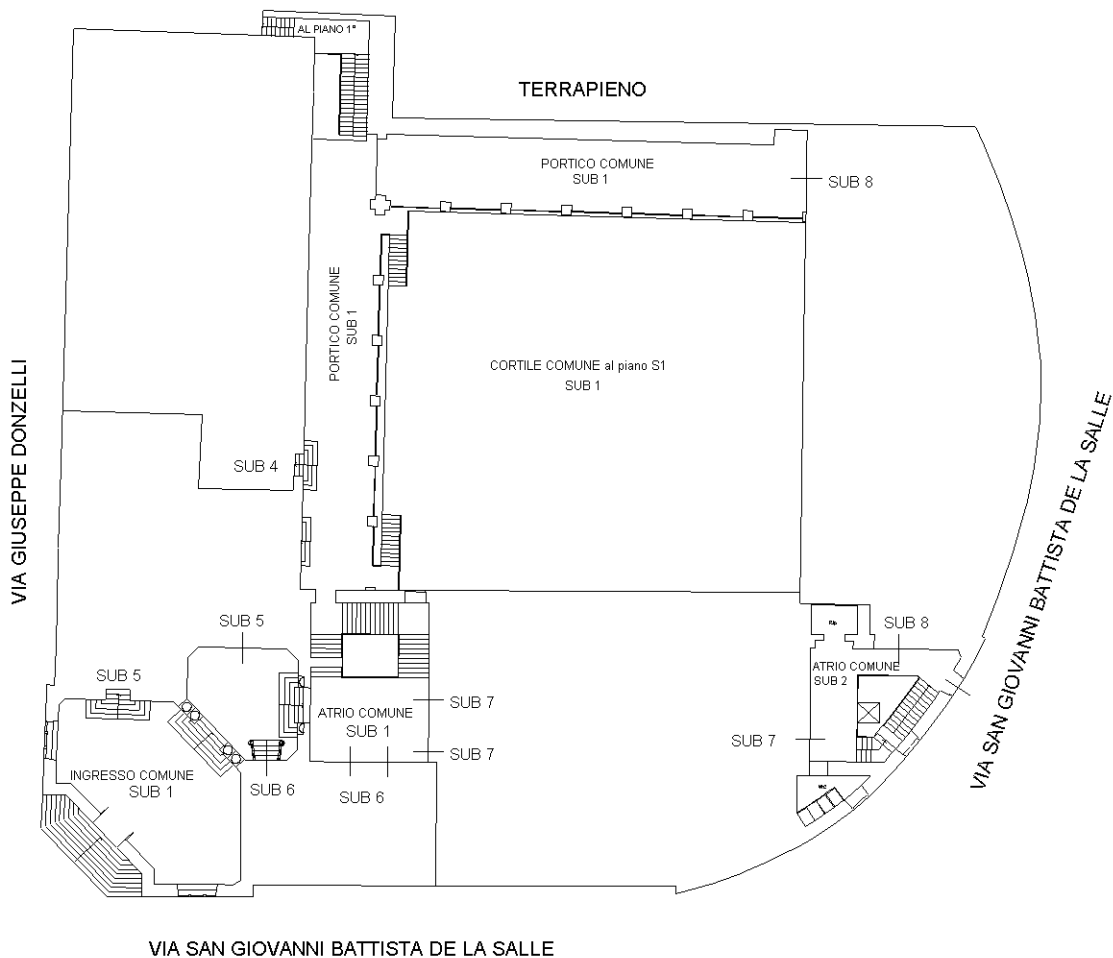 AL PIANO 1°
TERRAPIENO
PORTICO COMUNE
SUB 1
SUB 8
PORTICO COMUNE
SUB 1
CORTILE COMUNE al piano S1
SUB 1
VIA GIUSEPPE DONZELLI
SUB 4
VIA SAN GIOVANNI BATTISTA DE LA SALLE
SUB 5
SUB 8
SUB 5
ATRIO COMUNE
SUB 2
SUB 7
ATRIO COMUNE
SUB 1
SUB 7
SUB 7
INGRESSO COMUNE
SUB 1
SUB 6
SUB 6
VIA SAN GIOVANNI BATTISTA DE LA SALLE